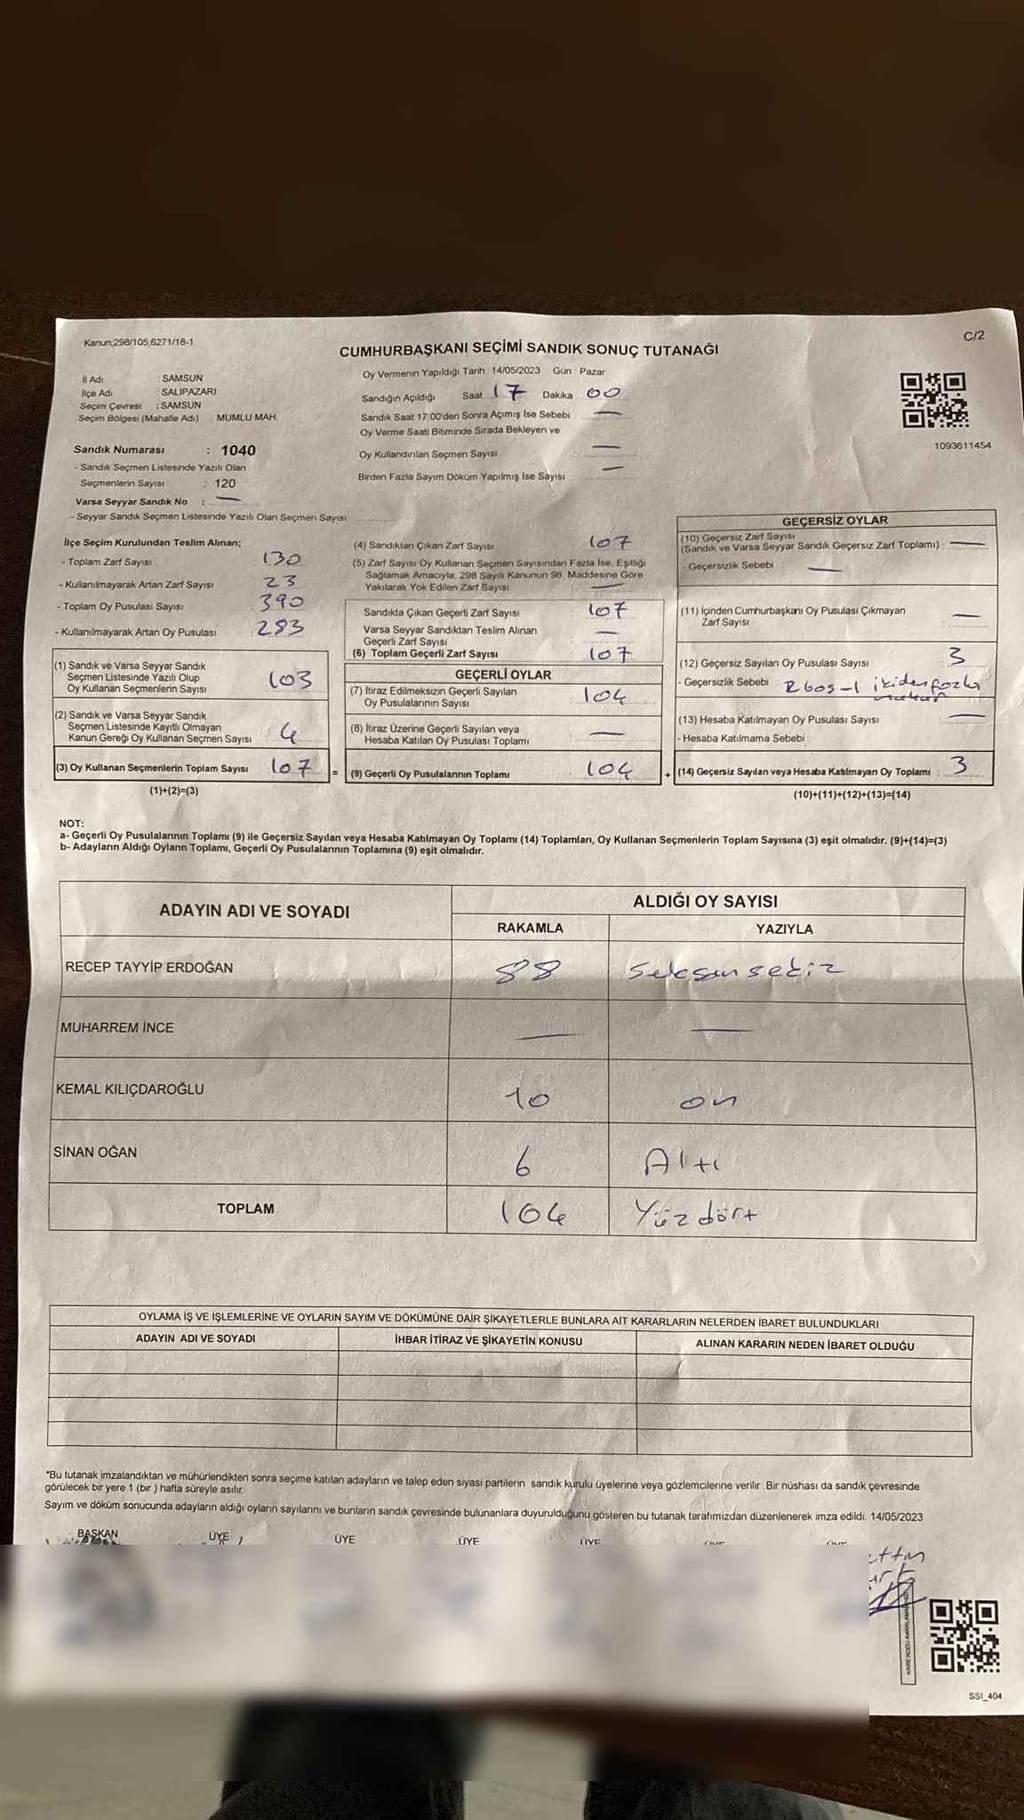 Kanun;298/105;6271/18-1
C/2
CUMHURBAŞKANI SEÇİMİ SANDIK SONUÇ TUTANAĞI
İl Adı : SAMSUN
İlçe Adı : SALIPAZARI
Seçim Çevresi : SAMSUN
Seçim Bölgesi (Mahalle Adı) MUMLU MAH.
Sandık Numarası : 1040
- Sandık Seçmen Listesinde Yazılı Olan
Seçmenlerin Sayısı : 120
Varsa Seyyar Sandık No : —
- Seyyar Sandık Seçmen Listesinde Yazılı Olan Seçmen Sayısı
Oy Vermenin Yapıldığı Tarih 14/05/2023 Gün Pazar
Sandığın Açıldığı Saat 17 Dakika 00
Sandık Saat 17:00'den Sonra Açımış İse Sebebi —
Oy Verme Saati Bitiminde Sırada Bekleyen ve
Oy Kullandırılan Seçmen Sayısı —
Birden Fazla Sayım Döküm Yapılmış İse Sayısı —
1093611454
İlçe Seçim Kurulundan Teslim Alınan;
- Toplam Zarf Sayısı 130
- Kullanılmayarak Artan Zarf Sayısı 23
- Toplam Oy Pusulası Sayısı 390
- Kullanılmayarak Artan Oy Pusulası 283
(1) Sandık ve Varsa Seyyar Sandık
Seçmen Listesinde Yazılı Olup
Oy Kullanan Seçmenlerin Sayısı 103
(2) Sandık ve Varsa Seyyar Sandık
Seçmen Listesinde Kayıtlı Olmayan
Kanun Gereği Oy Kullanan Seçmen Sayısı 4
(3) Oy Kullanan Seçmenlerin Toplam Sayısı 107
(1)+(2)=(3)
(4) Sandıktan Çıkan Zarf Sayısı 107
(5) Zarf Sayısı Oy Kullanan Seçmen Sayısından Fazla İse, Eşitliği
Sağlamak Amacıyla, 298 Sayılı Kanunun 98. Maddesine Göre
Yakılarak Yok Edilen Zarf Sayısı —
Sandıkta Çıkan Geçerli Zarf Sayısı 107
Varsa Seyyar Sandıktan Teslim Alınan
Geçerli Zarf Sayısı —
(6) Toplam Geçerli Zarf Sayısı 107
GEÇERLİ OYLAR
(7) İtiraz Edilmeksizin Geçerli Sayılan
Oy Pusulalarının Sayısı 104
(8) İtiraz Üzerine Geçerli Sayılan veya
Hesaba Katılan Oy Pusulası Toplamı —
= (9) Geçerli Oy Pusulalarının Toplamı 104
GEÇERSİZ OYLAR
(10) Geçersiz Zarf Sayısı
(Sandık ve Varsa Seyyar Sandık Geçersiz Zarf Toplamı) : —
- Geçersizlik Sebebi —
(11) İçinden Cumhurbaşkanı Oy Pusulası Çıkmayan
Zarf Sayısı —
(12) Geçersiz Sayılan Oy Pusulası Sayısı 3
- Geçersizlik Sebebi 2 boş-1 ikiden fazla
(13) Hesaba Katılmayan Oy Pusulası Sayısı —
- Hesaba Katılmama Sebebi
+ (14) Geçersiz Sayılan veya Hesaba Katılmayan Oy Toplamı 3
(10)+(11)+(12)+(13)=(14)
NOT:
a- Geçerli Oy Pusulalarının Toplamı (9) ile Geçersiz Sayılan veya Hesaba Katılmayan Oy Toplamı (14) Toplamları, Oy Kullanan Seçmenlerin Toplam Sayısına (3) eşit olmalıdır. (9)+(14)=(3)
b- Adayların Aldığı Oyların Toplamı, Geçerli Oy Pusulalarının Toplamına (9) eşit olmalıdır.
ADAYIN ADI VE SOYADI
ALDIĞI OY SAYISI
RAKAMLA YAZIYLA
RECEP TAYYİP ERDOĞAN 88 Seksensekiz
MUHARREM İNCE — —
KEMAL KILIÇDAROĞLU 10 on
SİNAN OĞAN 6 Altı
TOPLAM 104 Yüzdört
OYLAMA İŞ VE İŞLEMLERİNE VE OYLARIN SAYIM VE DÖKÜMÜNE DAİR ŞİKAYETLERLE BUNLARA AİT KARARLARIN NELERDEN İBARET BULUNDUKLARI
ADAYIN ADI VE SOYADI İHBAR İTİRAZ VE ŞİKAYETİN KONUSU ALINAN KARARIN NEDEN İBARET OLDUĞU
*Bu tutanak imzalandıktan ve mühürlendikten sonra seçime katılan adayların ve talep eden siyasi partilerin sandık kurulu üyelerine veya gözlemcilerine verilir. Bir nüshası da sandık çevresinde
görülecek bir yere 1 (bir ) hafta süreyle asılır.
Sayım ve döküm sonucunda adayların aldığı oyların sayılarını ve bunların sandık çevresinde bulunanlara duyurulduğunu gösteren bu tutanak tarafımızdan düzenlenerek imza edildi. 14/05/2023
BAŞKAN ÜYE ÜYE ÜYE ÜYE
SSI_404